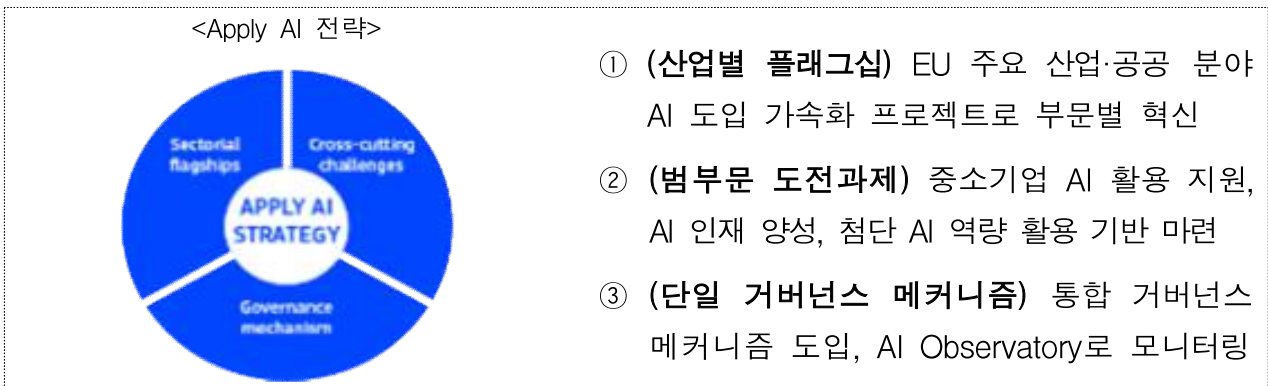 <Apply AI 전략>
Sectorial
flagships
Cross-cutting
challenges
APPLY AI
STRATEGY
Governance
mechanism
① (산업별 플래그십) EU 주요 산업·공공 분야
AI 도입 가속화 프로젝트로 부문별 혁신
② (범부문 도전과제) 중소기업 AI 활용 지원,
AI 인재 양성, 첨단 AI 역량 활용 기반 마련
③ (단일 거버넌스 메커니즘) 통합 거버넌스
메커니즘 도입, AI Observatory로 모니터링